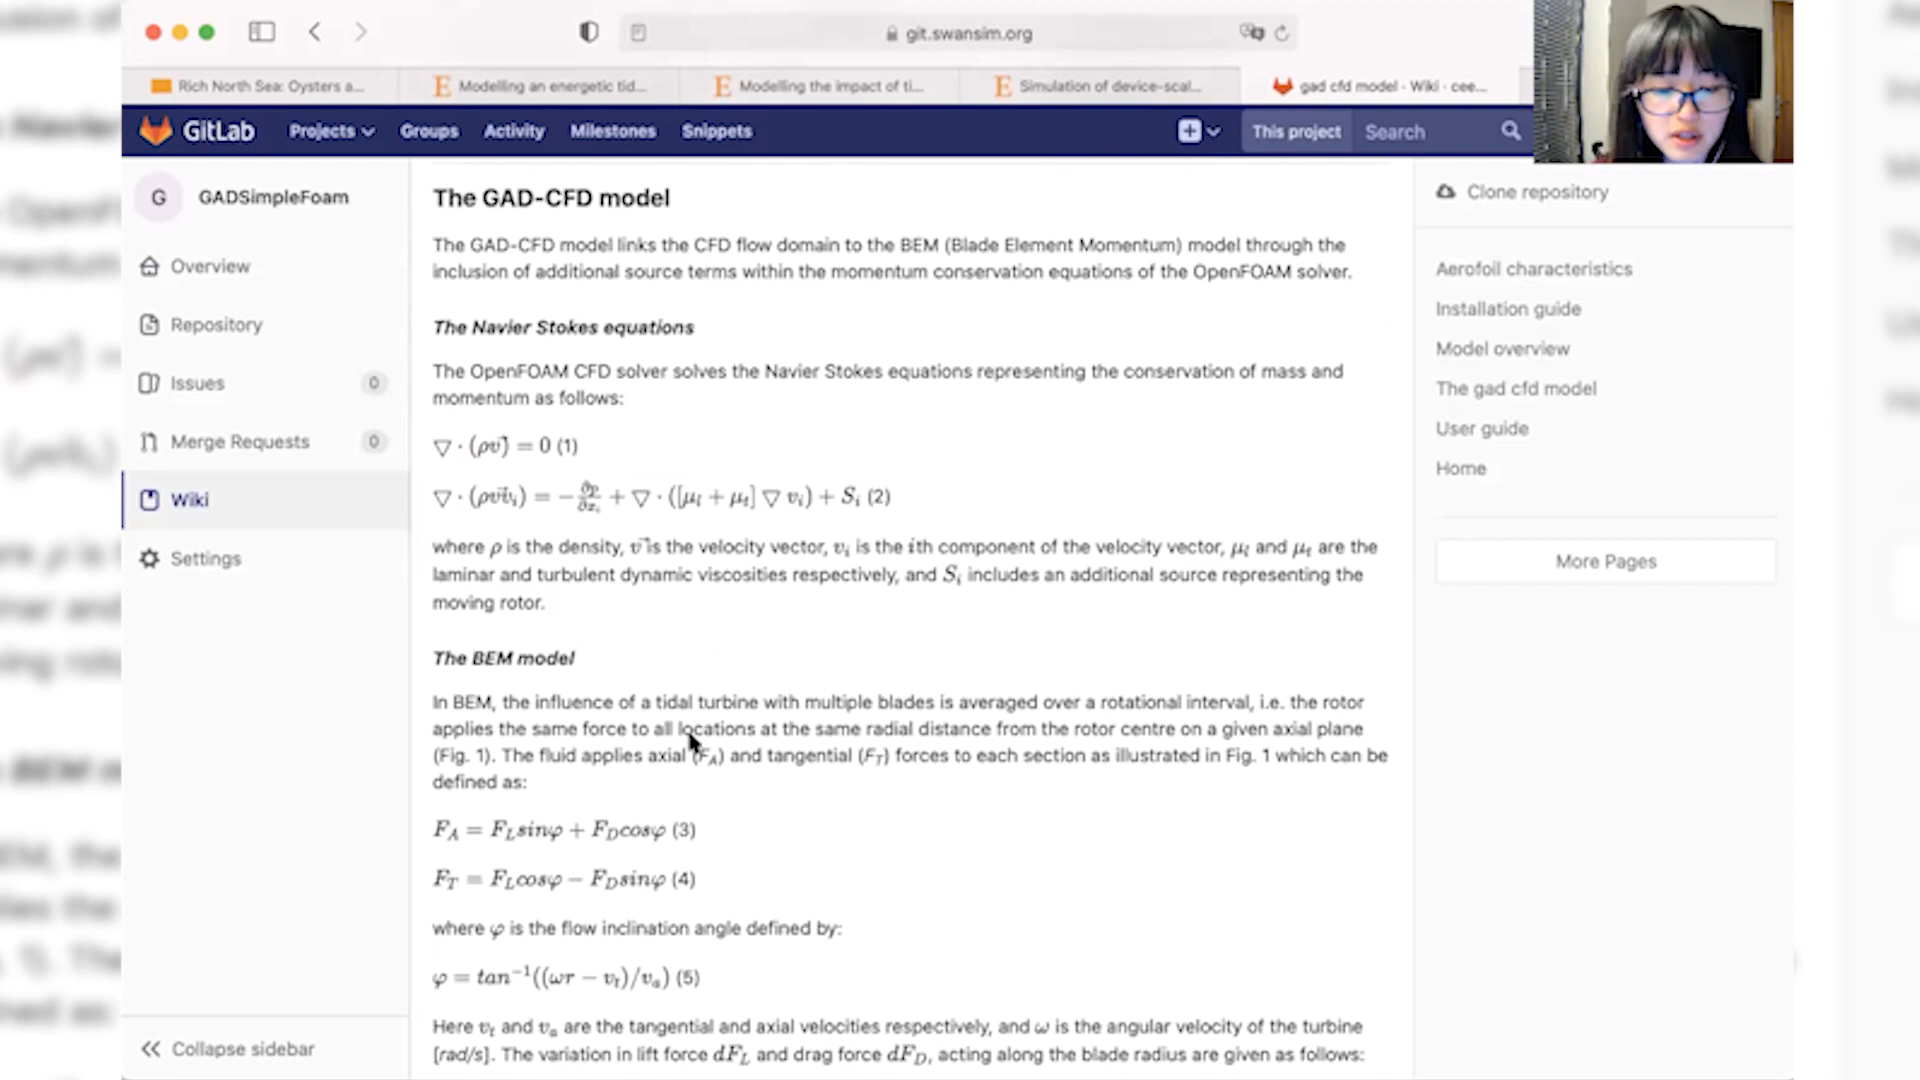 git.swansim.org
Rich North Sea: Oysters a...
Modelling an energetic tid...
Modelling the impact of ti...
Simulation of device-scal...
gad cfd model - Wiki - cee...
GitLab
Projects
Groups
Activity
Milestones
Snippets
This project
Search
G
GADSimpleFoam
Overview
Repository
Issues 0
Merge Requests 0
Wiki
Settings
Collapse sidebar
The GAD-CFD model
The GAD-CFD model links the CFD flow domain to the BEM (Blade Element Momentum) model through the
inclusion of additional source terms within the momentum conservation equations of the OpenFOAM solver.
The Navier Stokes equations
The OpenFOAM CFD solver solves the Navier Stokes equations representing the conservation of mass and
momentum as follows:
▽ · (ρv⃗) = 0 (1)
▽ · (ρv⃗vᵢ) = −∂p/∂xᵢ + ▽ · ([μₗ + μₜ] ▽ vᵢ) + Sᵢ (2)
where ρ is the density, v⃗ is the velocity vector, vᵢ is the ith component of the velocity vector, μₗ and μₜ are the
laminar and turbulent dynamic viscosities respectively, and Sᵢ includes an additional source representing the
moving rotor.
The BEM model
In BEM, the influence of a tidal turbine with multiple blades is averaged over a rotational interval, i.e. the rotor
applies the same force to all locations at the same radial distance from the rotor centre on a given axial plane
(Fig. 1). The fluid applies axial (F_A) and tangential (F_T) forces to each section as illustrated in Fig. 1 which can be
defined as:
F_A = F_L sinφ + F_D cosφ (3)
F_T = F_L cosφ − F_D sinφ (4)
where φ is the flow inclination angle defined by:
φ = tan⁻¹((ωr − vₜ)/vₐ) (5)
Here vₜ and vₐ are the tangential and axial velocities respectively, and ω is the angular velocity of the turbine
[rad/s]. The variation in lift force dF_L and drag force dF_D, acting along the blade radius are given as follows:
Clone repository
Aerofoil characteristics
Installation guide
Model overview
The gad cfd model
User guide
Home
More Pages